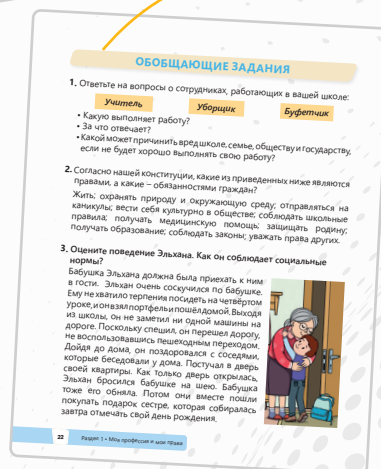 ОБОБЩАЮЩИЕ ЗАДАНИЯ
1. Ответьте на вопросы о сотрудниках, работающих в вашей школе:
Учитель Уборщик Буфетчик
• Какую выполняет работу?
• За что отвечает?
• Какой может причинить вред школе, семье, обществу и государству,
если не будет хорошо выполнять свою работу?
2. Согласно нашей конституции, какие из приведенных ниже являются
правами, а какие – обязанностями граждан?
Жить; охранять природу и окружающую среду; отправляться на
каникулы; вести себя культурно в обществе; соблюдать школьные
правила; получать медицинскую помощь; защищать родину;
получать образование; соблюдать законы; уважать права других.
3. Оцените поведение Эльхана. Как он соблюдает социальные
нормы?
Бабушка Эльхана должна была приехать к ним
в гости. Эльхан очень соскучился по бабушке.
Ему не хватило терпения посидеть на четвёртом
уроке, и он взял портфель и пошёл домой. Выходя
из школы, он не заметил ни одной машины на
дороге. Поскольку спешил, он перешел дорогу,
не воспользовавшись пешеходным переходом.
Дойдя до дома, он поздоровался с соседями,
которые беседовали у дома. Постучал в дверь
своей квартиры. Как только дверь открылась,
Эльхан бросился бабушке на шею. Бабушка
тоже его обняла. Потом они вместе пошли
покупать подарок сестре, которая собиралась
завтра отмечать свой день рождения.
22 Раздел 1 • Моя профессия и мои права